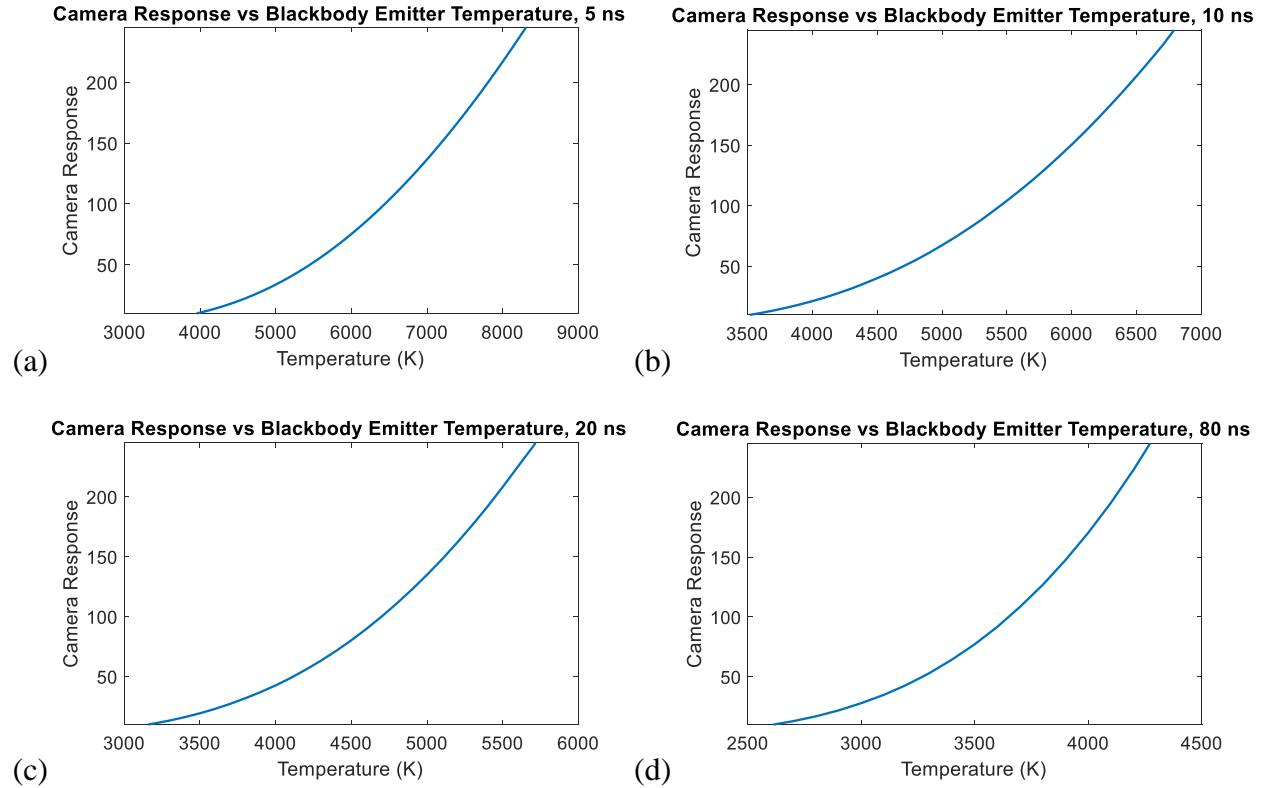 Camera Response vs Blackbody Emitter Temperature, 5 ns
Camera Response
200
150
100
50
3000 4000 5000 6000 7000 8000 9000
Temperature (K)
(a)
Camera Response vs Blackbody Emitter Temperature, 10 ns
Camera Response
200
150
100
50
3500 4000 4500 5000 5500 6000 6500 7000
Temperature (K)
(b)
Camera Response vs Blackbody Emitter Temperature, 20 ns
Camera Response
200
150
100
50
3000 3500 4000 4500 5000 5500 6000
Temperature (K)
(c)
Camera Response vs Blackbody Emitter Temperature, 80 ns
Camera Response
200
150
100
50
2500 3000 3500 4000 4500
Temperature (K)
(d)